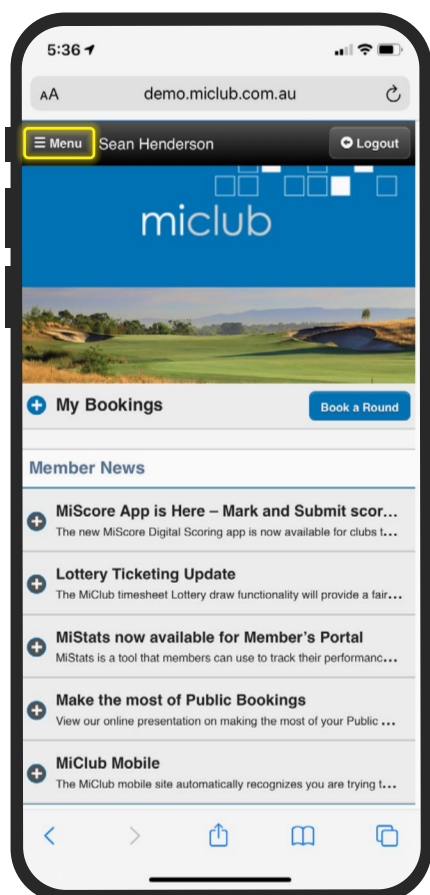 5:36
AA demo.miclub.com.au
☰ Menu Sean Henderson Logout
miclub
My Bookings Book a Round
Member News
MiScore App is Here – Mark and Submit scor...
The new MiScore Digital Scoring app is now available for clubs t...
Lottery Ticketing Update
The MiClub timesheet Lottery draw functionality will provide a fair...
MiStats now available for Member's Portal
MiStats is a tool that members can use to track their performanc...
Make the most of Public Bookings
View our online presentation on making the most of your Public ...
MiClub Mobile
The MiClub mobile site automatically recognizes you are trying t...